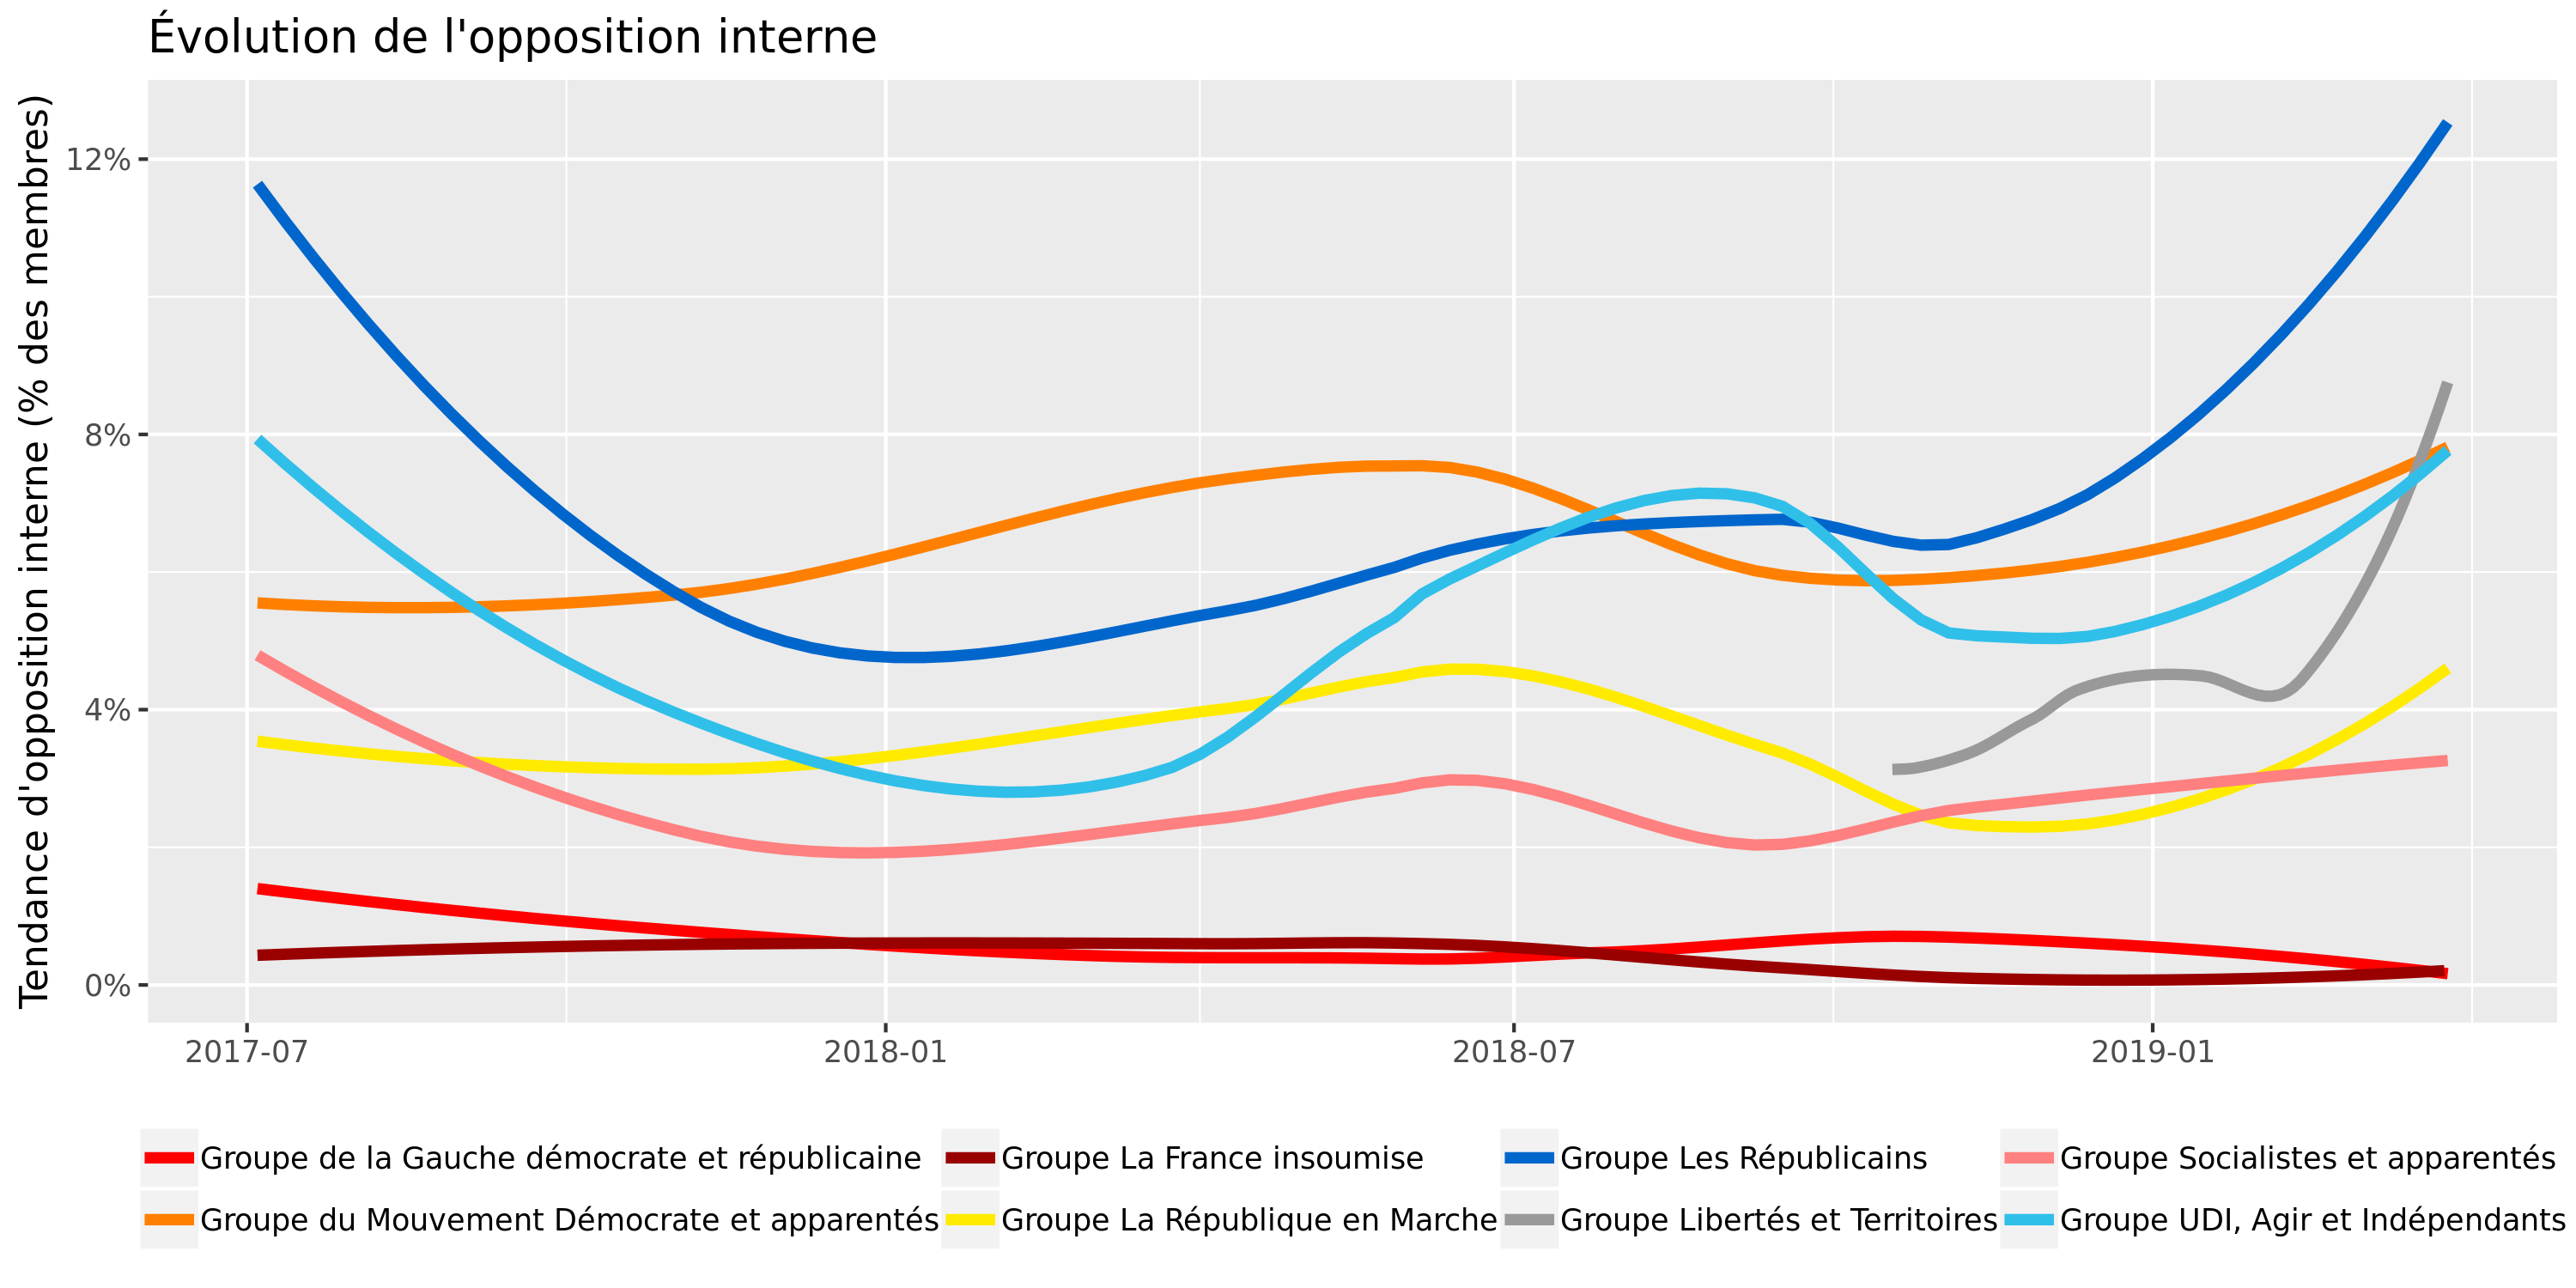 Évolution de l'opposition interne
Tendance d'opposition interne (% des membres)
12%
8%
4%
0%
2017-07 2018-01 2018-07 2019-01
Groupe de la Gauche démocrate et républicaine Groupe La France insoumise Groupe Les Républicains Groupe Socialistes et apparentés
Groupe du Mouvement Démocrate et apparentés Groupe La République en Marche Groupe Libertés et Territoires Groupe UDI, Agir et Indépendants